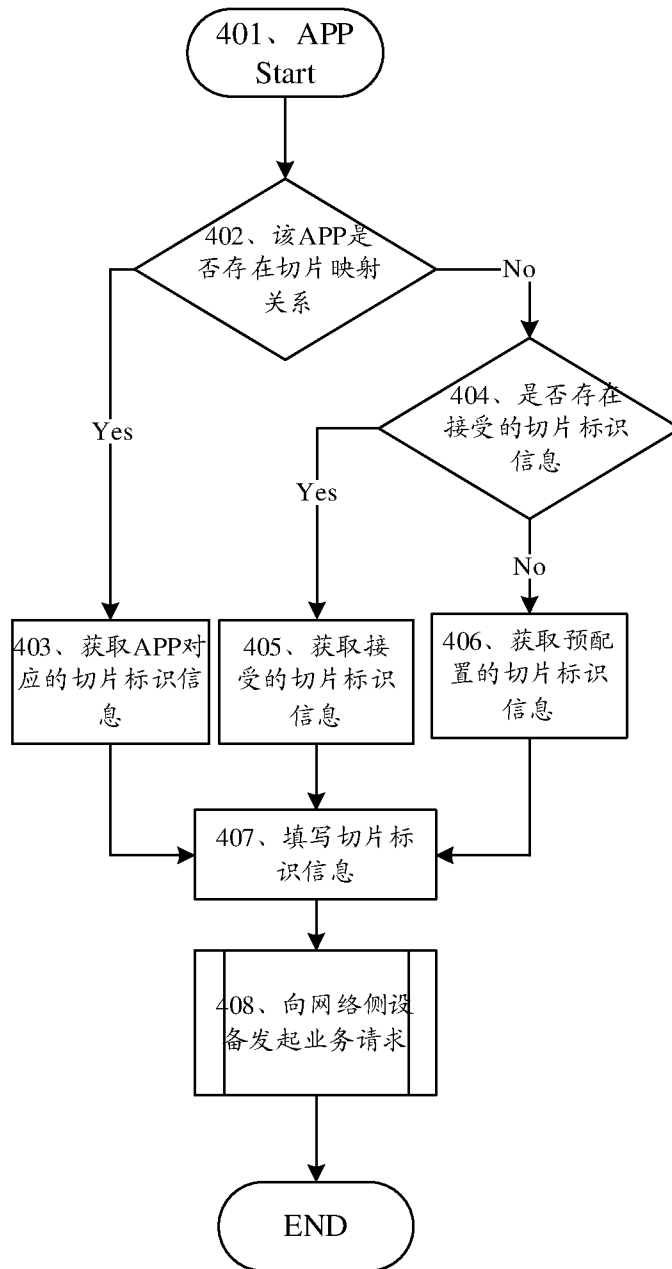 401、APP
Start
402、该APP是
否存在切片映射
关系
No
404、是否存在
接受的切片标识
信息
Yes
Yes
No
403、获取APP对
应的切片标识信
息
405、获取接
受的切片标识
信息
406、获取预配
置的切片标识
信息
407、填写切片标
识信息
408、向网络侧设
备发起业务请求
END